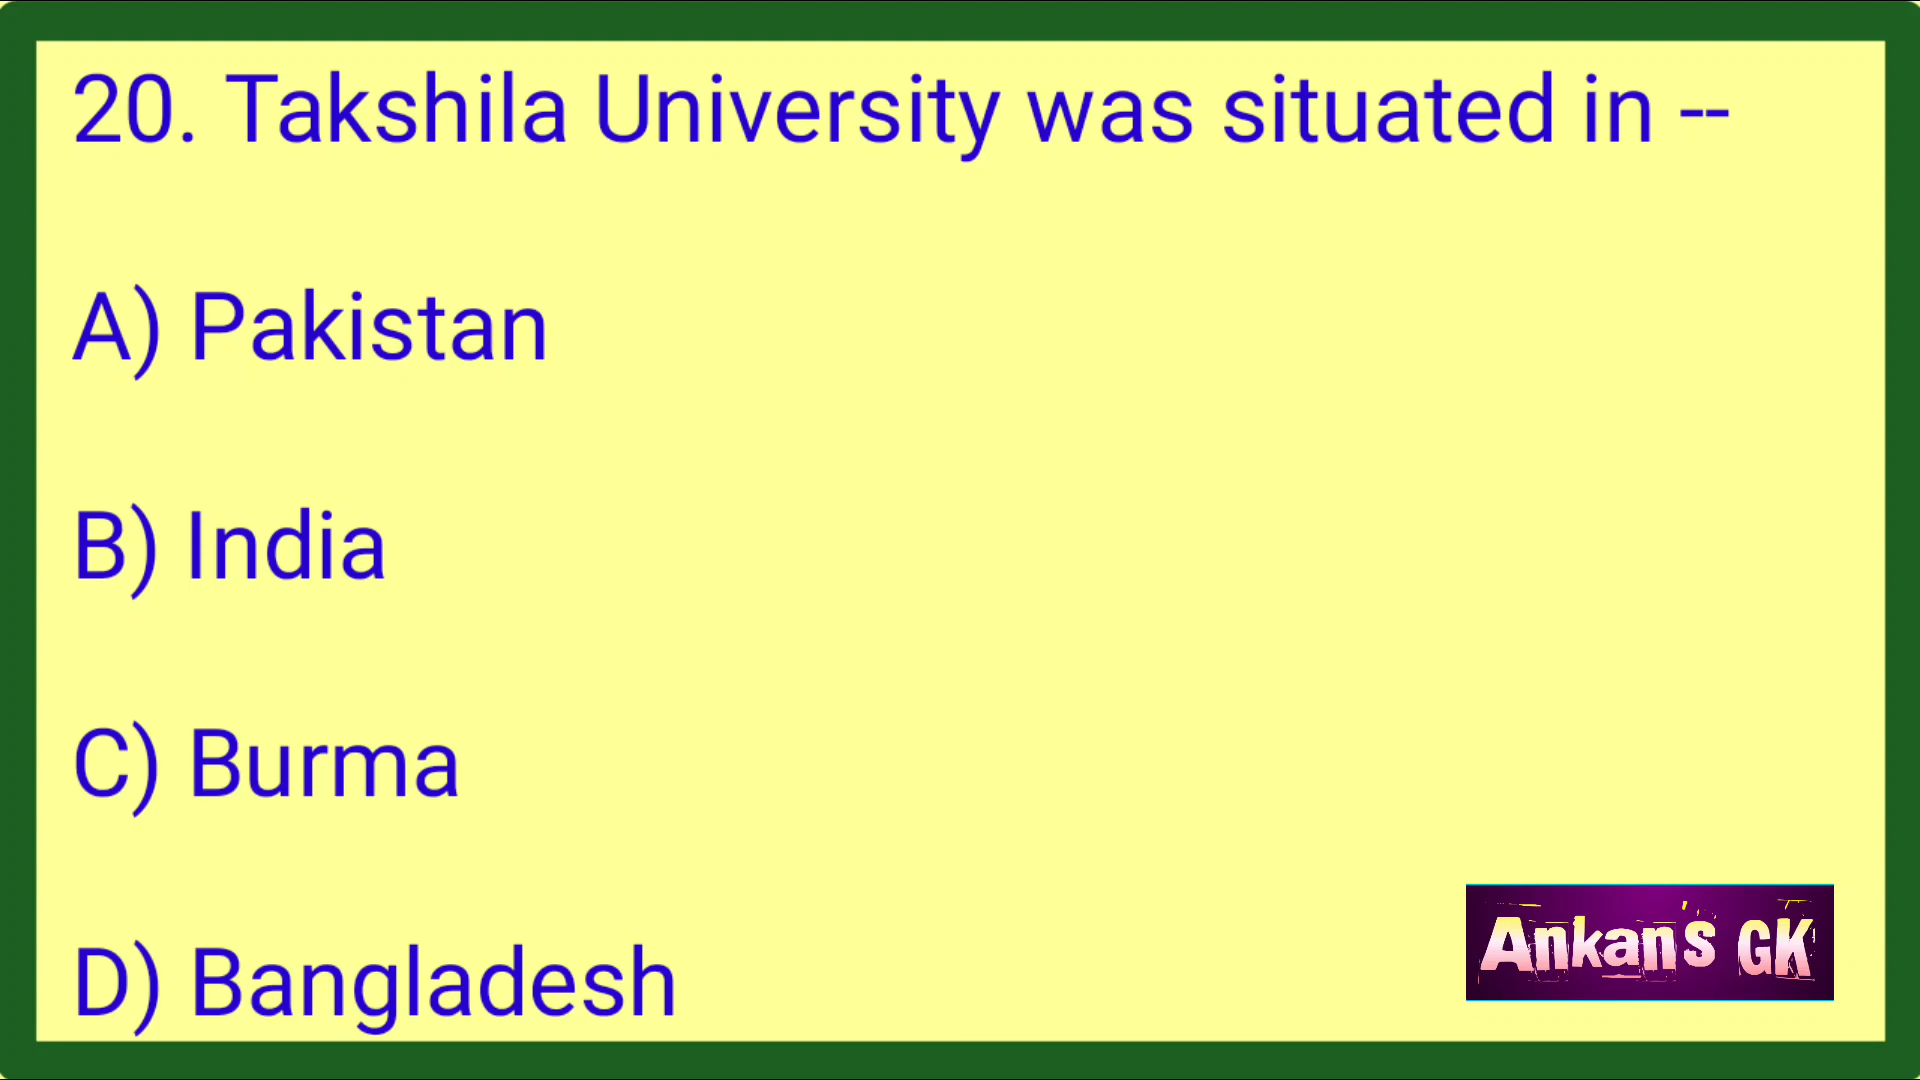 20. Takshila University was situated in --
A) Pakistan
B) India
C) Burma
D) Bangladesh
Ankan's GK